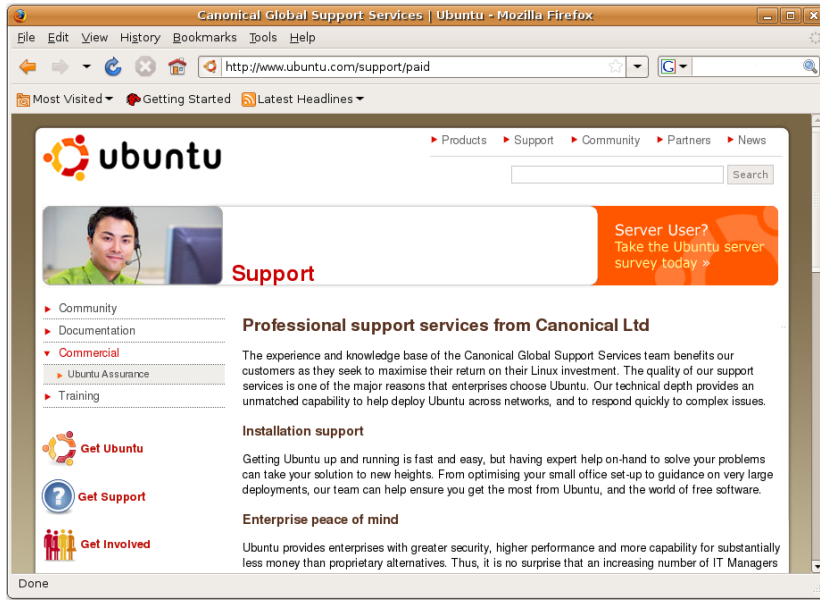 Canonical Global Support Services | Ubuntu - Mozilla Firefox
File Edit View History Bookmarks Tools Help
http://www.ubuntu.com/support/paid
G
Most Visited Getting Started Latest Headlines
ubuntu
Products Support Community Partners News
Search
Server User?
Take the Ubuntu server
survey today »
Support
Community
Documentation
Commercial
Ubuntu Assurance
Training
Get Ubuntu
? Get Support
Get Involved
Professional support services from Canonical Ltd
The experience and knowledge base of the Canonical Global Support Services team benefits our
customers as they seek to maximise their return on their Linux investment. The quality of our support
services is one of the major reasons that enterprises choose Ubuntu. Our technical depth provides an
unmatched capability to help deploy Ubuntu across networks, and to respond quickly to complex issues.
Installation support
Getting Ubuntu up and running is fast and easy, but having expert help on-hand to solve your problems
can take your solution to new heights. From optimising your small office set-up to guidance on very large
deployments, our team can help ensure you get the most from Ubuntu, and the world of free software.
Enterprise peace of mind
Ubuntu provides enterprises with greater security, higher performance and more capability for substantially
less money than proprietary alternatives. Thus, it is no surprise that an increasing number of IT Managers
Done